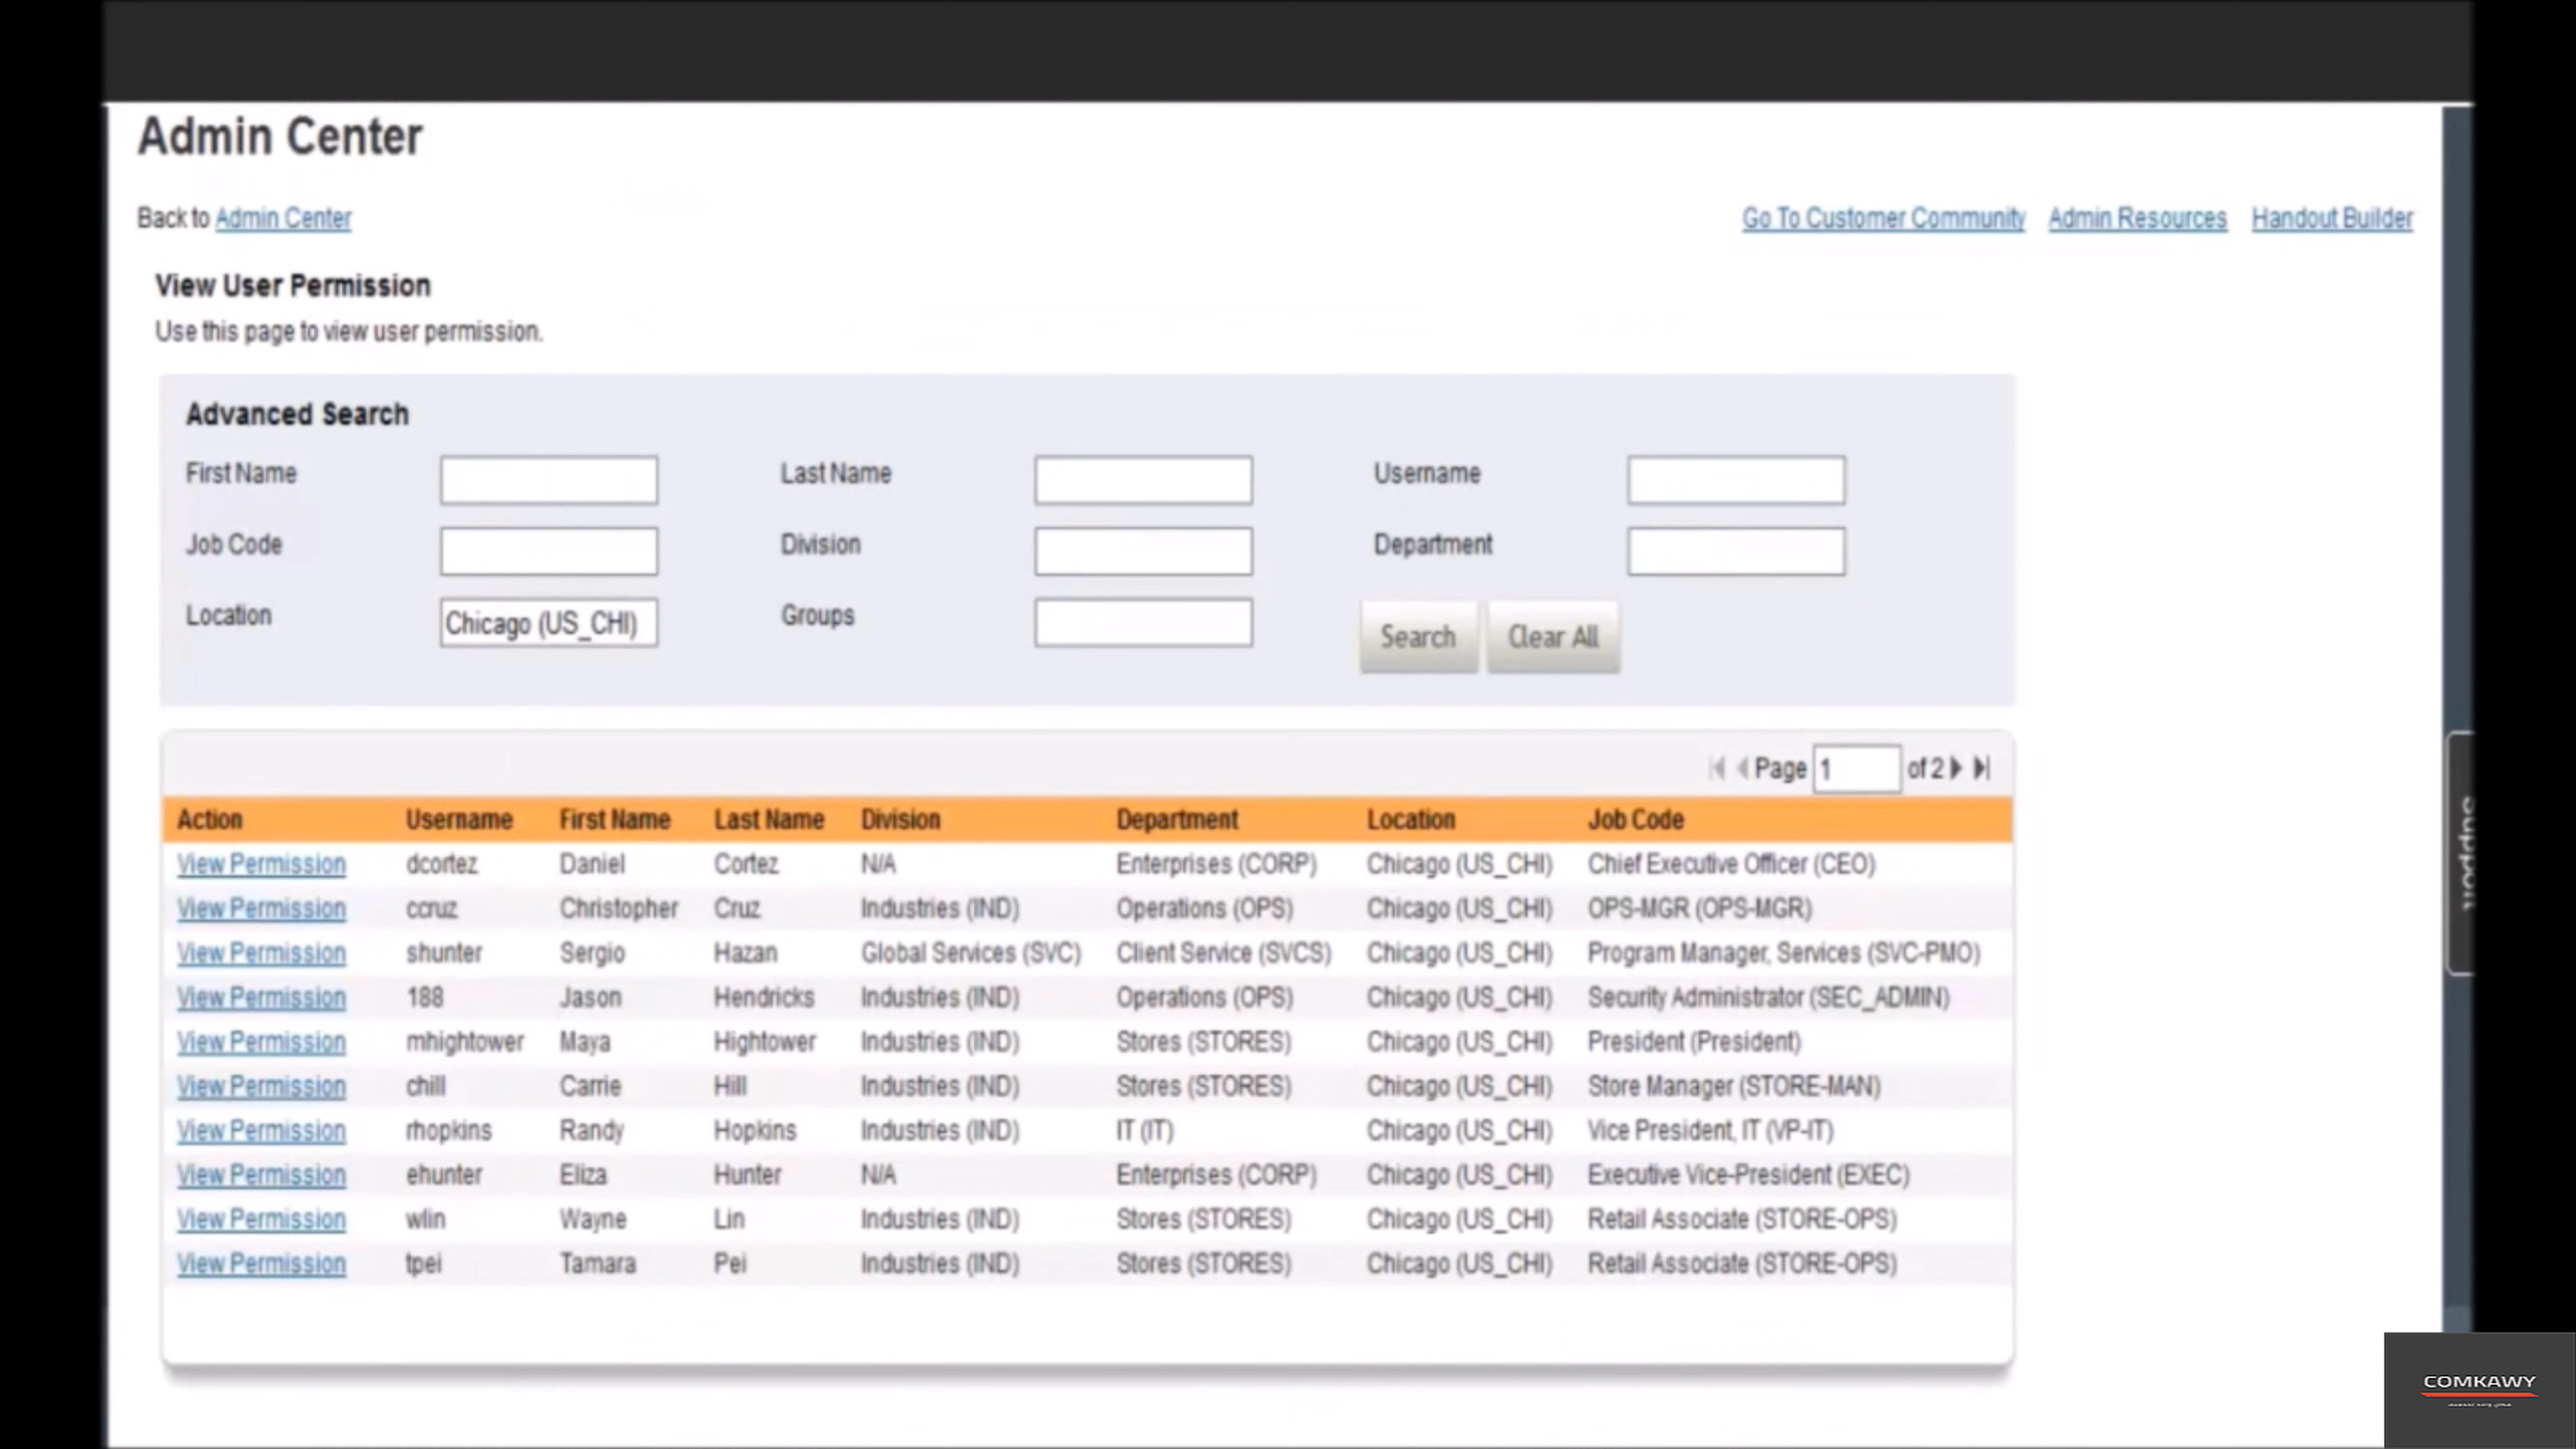 Admin Center
Back to Admin Center
Go To Customer Community Admin Resources Handout Builder
View User Permission
Use this page to view user permission.
Advanced Search
First Name Last Name Username
Job Code Division Department
Location Chicago (US_CHI) Groups Search Clear All
Page 1 of 2
Action Username First Name Last Name Division Department Location Job Code
View Permission dcortez Daniel Cortez N/A Enterprises (CORP) Chicago (US_CHI) Chief Executive Officer (CEO)
View Permission ccruz Christopher Cruz Industries (IND) Operations (OPS) Chicago (US_CHI) OPS-MGR (OPS-MGR)
View Permission shunter Sergio Hazan Global Services (SVC) Client Service (SVCS) Chicago (US_CHI) Program Manager, Services (SVC-PMO)
View Permission 188 Jason Hendricks Industries (IND) Operations (OPS) Chicago (US_CHI) Security Administrator (SEC_ADMIN)
View Permission mhightower Maya Hightower Industries (IND) Stores (STORES) Chicago (US_CHI) President (President)
View Permission chill Carrie Hill Industries (IND) Stores (STORES) Chicago (US_CHI) Store Manager (STORE-MAN)
View Permission rhopkins Randy Hopkins Industries (IND) IT (IT) Chicago (US_CHI) Vice President, IT (VP-IT)
View Permission ehunter Eliza Hunter N/A Enterprises (CORP) Chicago (US_CHI) Executive Vice-President (EXEC)
View Permission wlin Wayne Lin Industries (IND) Stores (STORES) Chicago (US_CHI) Retail Associate (STORE-OPS)
View Permission tpei Tamara Pei Industries (IND) Stores (STORES) Chicago (US_CHI) Retail Associate (STORE-OPS)
Support
COMKAWY